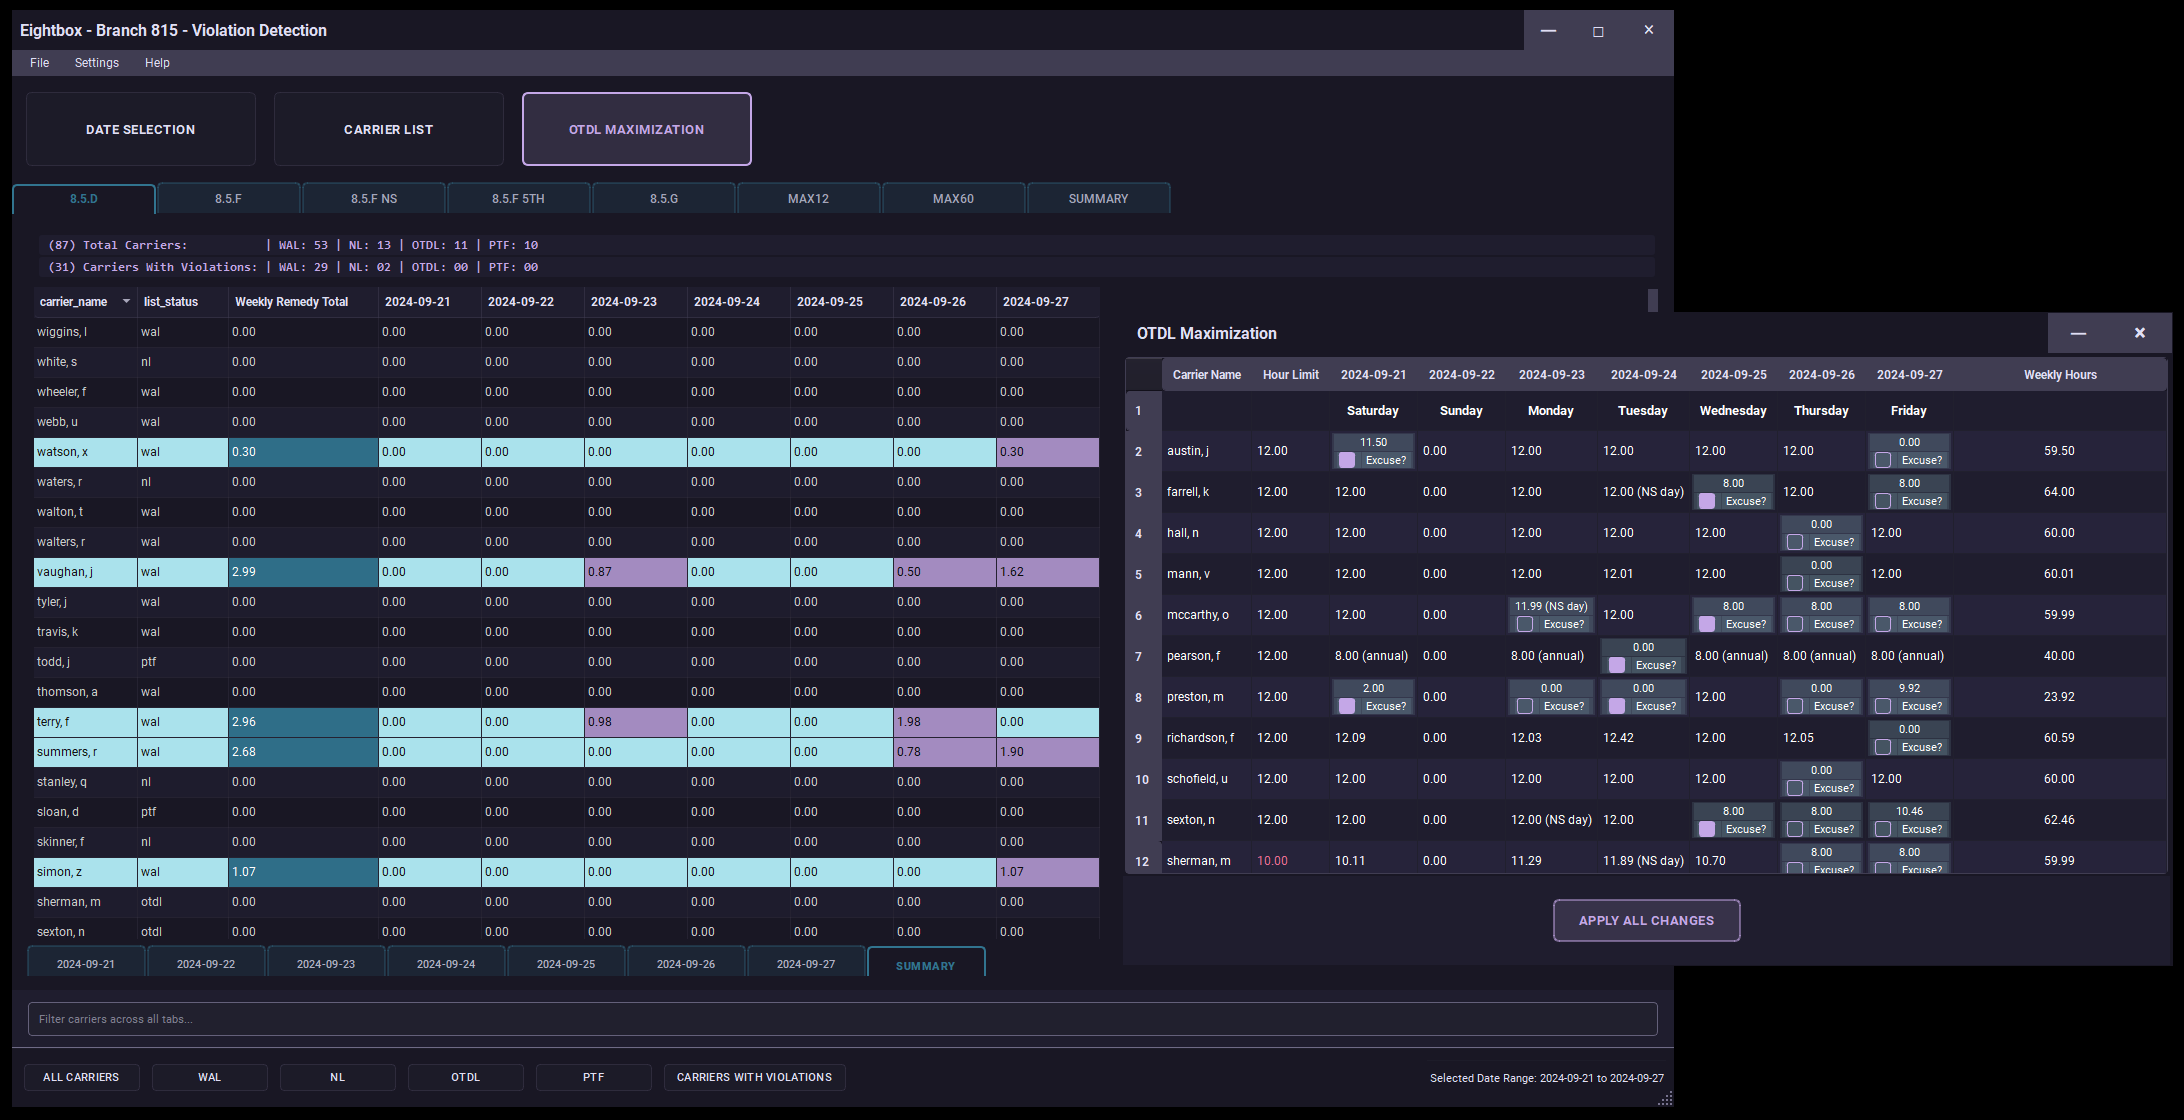 Eightbox - Branch 815 - Violation Detection
File Settings Help
DATE SELECTION CARRIER LIST OTDL MAXIMIZATION
8.5.D 8.5.F 8.5.F NS 8.5.F 5TH 8.5.G MAX12 MAX60 SUMMARY
(87) Total Carriers: | WAL: 53 | NL: 13 | OTDL: 11 | PTF: 10
(31) Carriers With Violations: | WAL: 29 | NL: 02 | OTDL: 00 | PTF: 00
carrier_name list_status Weekly Remedy Total 2024-09-21 2024-09-22 2024-09-23 2024-09-24 2024-09-25 2024-09-26 2024-09-27
wiggins, l wal 0.00 0.00 0.00 0.00 0.00 0.00 0.00 0.00
white, s nl 0.00 0.00 0.00 0.00 0.00 0.00 0.00 0.00
wheeler, f wal 0.00 0.00 0.00 0.00 0.00 0.00 0.00 0.00
webb, u wal 0.00 0.00 0.00 0.00 0.00 0.00 0.00 0.00
watson, x wal 0.30 0.00 0.00 0.00 0.00 0.00 0.00 0.30
waters, r nl 0.00 0.00 0.00 0.00 0.00 0.00 0.00 0.00
walton, t wal 0.00 0.00 0.00 0.00 0.00 0.00 0.00 0.00
walters, r wal 0.00 0.00 0.00 0.00 0.00 0.00 0.00 0.00
vaughan, j wal 2.99 0.00 0.00 0.87 0.00 0.00 0.50 1.62
tyler, j wal 0.00 0.00 0.00 0.00 0.00 0.00 0.00 0.00
travis, k wal 0.00 0.00 0.00 0.00 0.00 0.00 0.00 0.00
todd, j ptf 0.00 0.00 0.00 0.00 0.00 0.00 0.00 0.00
thomson, a wal 0.00 0.00 0.00 0.00 0.00 0.00 0.00 0.00
terry, f wal 2.96 0.00 0.00 0.98 0.00 0.00 1.98 0.00
summers, r wal 2.68 0.00 0.00 0.00 0.00 0.00 0.78 1.90
stanley, q nl 0.00 0.00 0.00 0.00 0.00 0.00 0.00 0.00
sloan, d ptf 0.00 0.00 0.00 0.00 0.00 0.00 0.00 0.00
skinner, f nl 0.00 0.00 0.00 0.00 0.00 0.00 0.00 0.00
simon, z wal 1.07 0.00 0.00 0.00 0.00 0.00 0.00 1.07
sherman, m otdl 0.00 0.00 0.00 0.00 0.00 0.00 0.00 0.00
sexton, n otdl 0.00 0.00 0.00 0.00 0.00 0.00 0.00 0.00
2024-09-21 2024-09-22 2024-09-23 2024-09-24 2024-09-25 2024-09-26 2024-09-27 SUMMARY
Filter carriers across all tabs...
ALL CARRIERS WAL NL OTDL PTF CARRIERS WITH VIOLATIONS
Selected Date Range: 2024-09-21 to 2024-09-27
OTDL Maximization
Carrier Name Hour Limit 2024-09-21 2024-09-22 2024-09-23 2024-09-24 2024-09-25 2024-09-26 2024-09-27 Weekly Hours
1 Saturday Sunday Monday Tuesday Wednesday Thursday Friday
2 austin, j 12.00 11.50 Excuse? 0.00 12.00 12.00 12.00 12.00 0.00 Excuse? 59.50
3 farrell, k 12.00 12.00 0.00 12.00 12.00 (NS day) 8.00 Excuse? 12.00 8.00 Excuse? 64.00
4 hall, n 12.00 12.00 0.00 12.00 12.00 12.00 0.00 Excuse? 12.00 60.00
5 mann, v 12.00 12.00 0.00 12.00 12.01 12.00 0.00 Excuse? 12.00 60.01
6 mccarthy, o 12.00 12.00 0.00 11.99 (NS day) Excuse? 12.00 8.00 Excuse? 8.00 Excuse? 8.00 Excuse? 59.99
7 pearson, f 12.00 8.00 (annual) 0.00 8.00 (annual) 0.00 Excuse? 8.00 (annual) 8.00 (annual) 8.00 (annual) 40.00
8 preston, m 12.00 2.00 Excuse? 0.00 0.00 Excuse? 0.00 Excuse? 12.00 0.00 Excuse? 9.92 Excuse? 23.92
9 richardson, f 12.00 12.09 0.00 12.03 12.42 12.00 12.05 0.00 Excuse? 60.59
10 schofield, u 12.00 12.00 0.00 12.00 12.00 12.00 0.00 Excuse? 12.00 60.00
11 sexton, n 12.00 12.00 0.00 12.00 (NS day) 12.00 8.00 Excuse? 8.00 Excuse? 10.46 Excuse? 62.46
12 sherman, m 10.00 10.11 0.00 11.29 11.89 (NS day) 10.70 8.00 Excuse? 8.00 Excuse? 59.99
APPLY ALL CHANGES